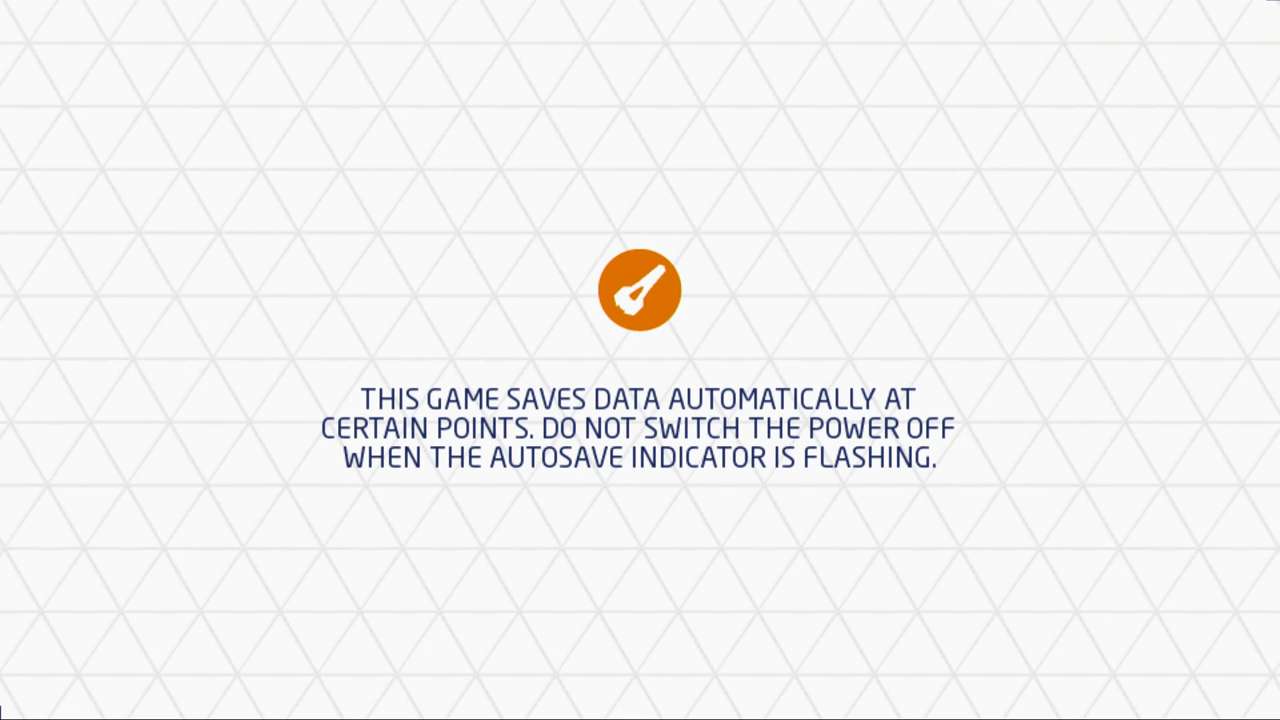 THIS GAME SAVES DATA AUTOMATICALLY AT
CERTAIN POINTS. DO NOT SWITCH THE POWER OFF
WHEN THE AUTOSAVE INDICATOR IS FLASHING.